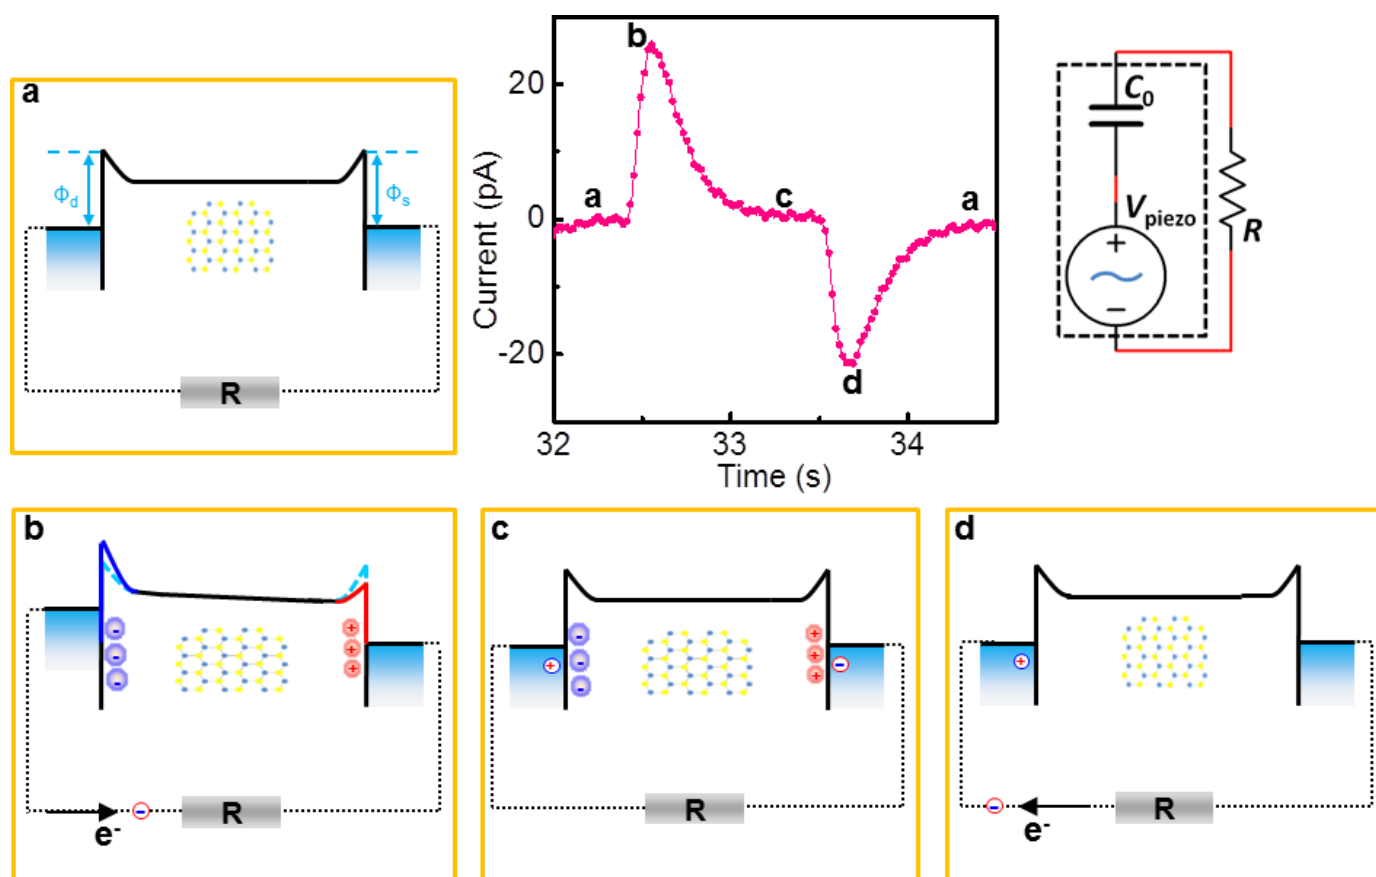 a
Φd
Φs
R
b
20
a
c
a
0
-20
d
32
33
34
Current (pA)
Time (s)
C0
Vpiezo
+
−
R
b
-
-
-
+
+
+
-
e-
R
c
+
-
-
-
+
+
+
-
R
d
+
-
e-
R